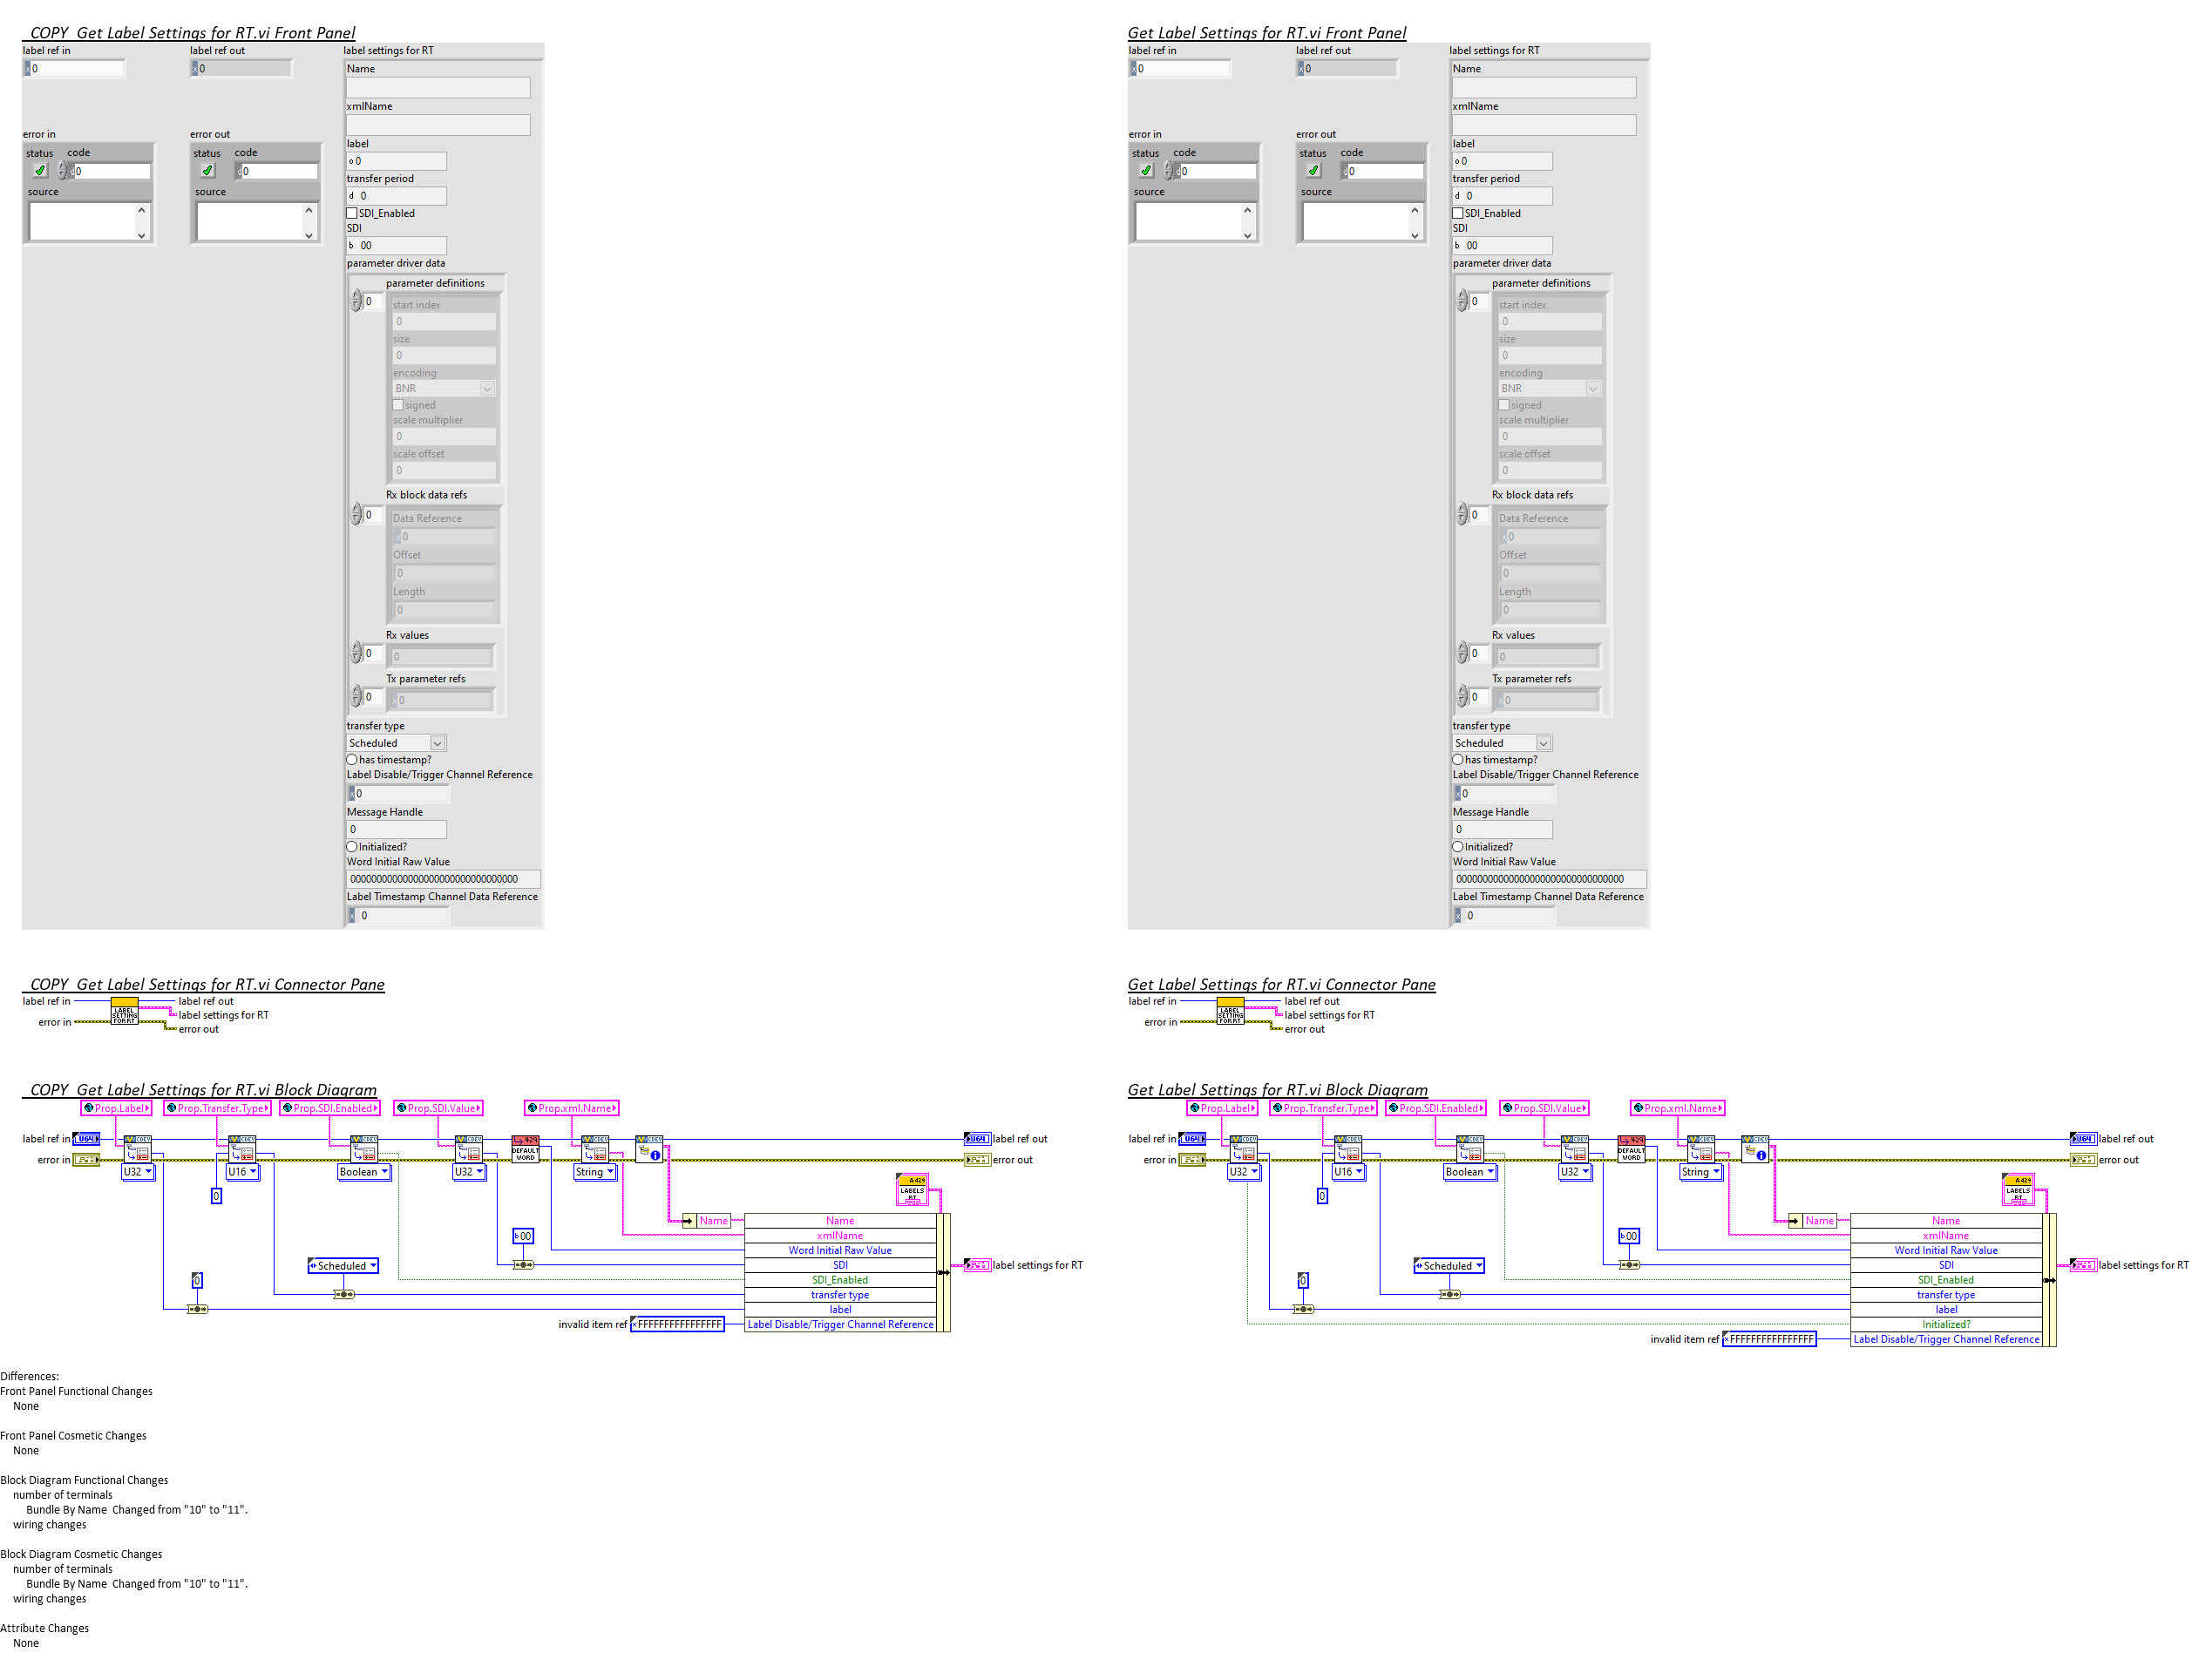 COPY  Get Label Settings for RT.vi Front Panel
label ref in
0
label ref out
0
error in
status code
0
source
error out
status code
0
source
label settings for RT
Name
xmlName
label
o 0
transfer period
d 0
SDI_Enabled
SDI
b 00
parameter driver data
parameter definitions
0
start index
0
size
0
encoding
BNR
signed
scale multiplier
0
scale offset
0
Rx block data refs
0
Data Reference
x 0
Offset
0
Length
0
Rx values
0
0
Tx parameter refs
0
x 0
transfer type
Scheduled
has timestamp?
Label Disable/Trigger Channel Reference
x 0
Message Handle
0
Initialized?
Word Initial Raw Value
00000000000000000000000000000000
Label Timestamp Channel Data Reference
x 0
Get Label Settings for RT.vi Front Panel
label ref in
0
label ref out
0
error in
status code
0
source
error out
status code
0
source
label settings for RT
Name
xmlName
label
o 0
transfer period
d 0
SDI_Enabled
SDI
b 00
parameter driver data
parameter definitions
0
start index
0
size
0
encoding
BNR
signed
scale multiplier
0
scale offset
0
Rx block data refs
0
Data Reference
x 0
Offset
0
Length
0
Rx values
0
0
Tx parameter refs
0
x 0
transfer type
Scheduled
has timestamp?
Label Disable/Trigger Channel Reference
x 0
Message Handle
0
Initialized?
Word Initial Raw Value
00000000000000000000000000000000
Label Timestamp Channel Data Reference
x 0
COPY  Get Label Settings for RT.vi Connector Pane
label ref in
error in
LABEL
SETTING
FOR RT
label ref out
label settings for RT
error out
Get Label Settings for RT.vi Connector Pane
label ref in
error in
LABEL
SETTING
FOR RT
label ref out
label settings for RT
error out
COPY  Get Label Settings for RT.vi Block Diagram
Prop.Label Prop.Transfer.Type Prop.SDI.Enabled Prop.SDI.Value Prop.xml.Name
label ref in U64
error in
U32 U16 Boolean U32
429
DEFAULT
WORD
String
U64 label ref out
error out
0
A429
LABELS
RT
Name
Name
xmlName
b 00
Word Initial Raw Value
Scheduled
SDI
label settings for RT
0
SDI_Enabled
transfer type
label
invalid item ref x FFFFFFFFFFFFFFFF Label Disable/Trigger Channel Reference
Get Label Settings for RT.vi Block Diagram
Prop.Label Prop.Transfer.Type Prop.SDI.Enabled Prop.SDI.Value Prop.xml.Name
label ref in U64
error in
U32 U16 Boolean U32
429
DEFAULT
WORD
String
U64 label ref out
error out
0
A429
LABELS
RT
Name
Name
xmlName
b 00
Word Initial Raw Value
Scheduled
SDI
label settings for RT
0
SDI_Enabled
transfer type
label
Initialized?
invalid item ref x FFFFFFFFFFFFFFFF Label Disable/Trigger Channel Reference
Differences:
Front Panel Functional Changes
None
Front Panel Cosmetic Changes
None
Block Diagram Functional Changes
number of terminals
Bundle By Name  Changed from "10" to "11".
wiring changes
Block Diagram Cosmetic Changes
number of terminals
Bundle By Name  Changed from "10" to "11".
wiring changes
Attribute Changes
None